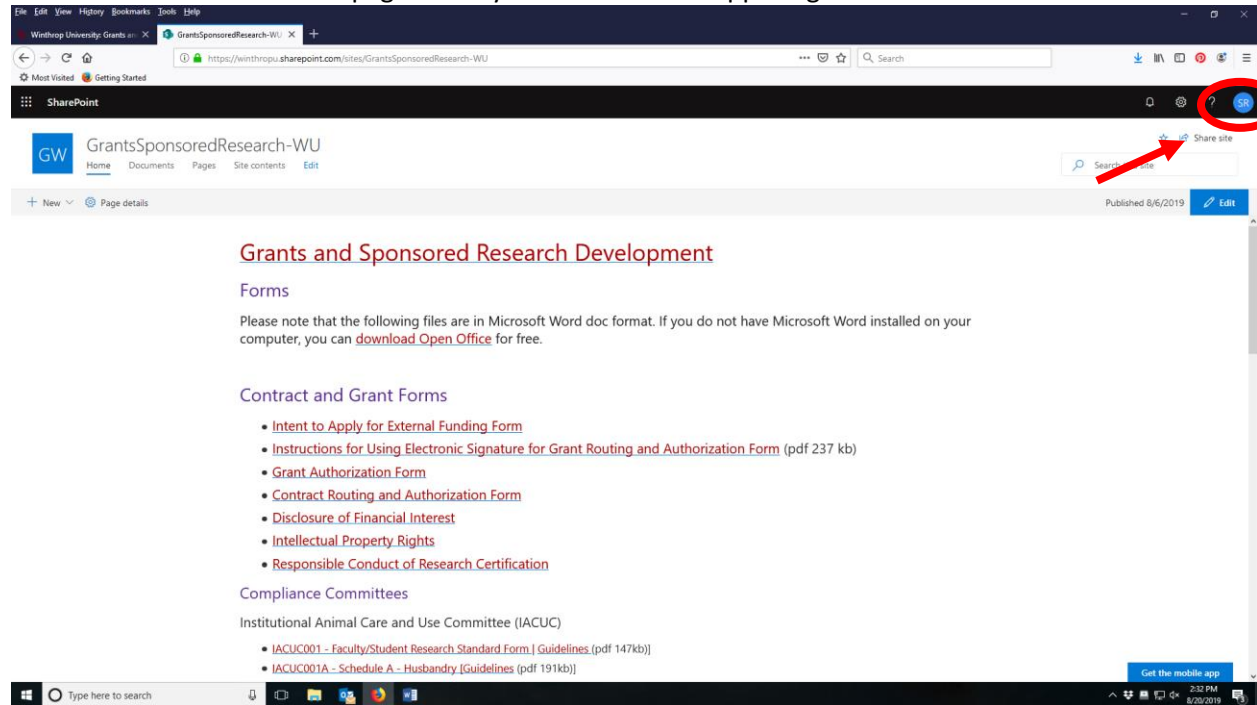 File Edit View History Bookmarks Tools Help
Winthrop University: Grants an
GrantsSponsoredResearch-WU
https://winthropu.sharepoint.com/sites/GrantsSponsoredResearch-WU
Search
Most Visited Getting Started
SharePoint
?
SR
GW
GrantsSponsoredResearch-WU
Share site
Home Documents Pages Site contents Edit
Search
site
+ New Page details
Published 8/6/2019 Edit
Grants and Sponsored Research Development
Forms
Please note that the following files are in Microsoft Word doc format. If you do not have Microsoft Word installed on your
computer, you can download Open Office for free.
Contract and Grant Forms
• Intent to Apply for External Funding Form
• Instructions for Using Electronic Signature for Grant Routing and Authorization Form (pdf 237 kb)
• Grant Authorization Form
• Contract Routing and Authorization Form
• Disclosure of Financial Interest
• Intellectual Property Rights
• Responsible Conduct of Research Certification
Compliance Committees
Institutional Animal Care and Use Committee (IACUC)
• IACUC001 - Faculty/Student Research Standard Form | Guidelines (pdf 147kb)]
• IACUC001A - Schedule A - Husbandry [Guidelines (pdf 191kb)]
Get the mobile app
Type here to search
2:32 PM
8/20/2019